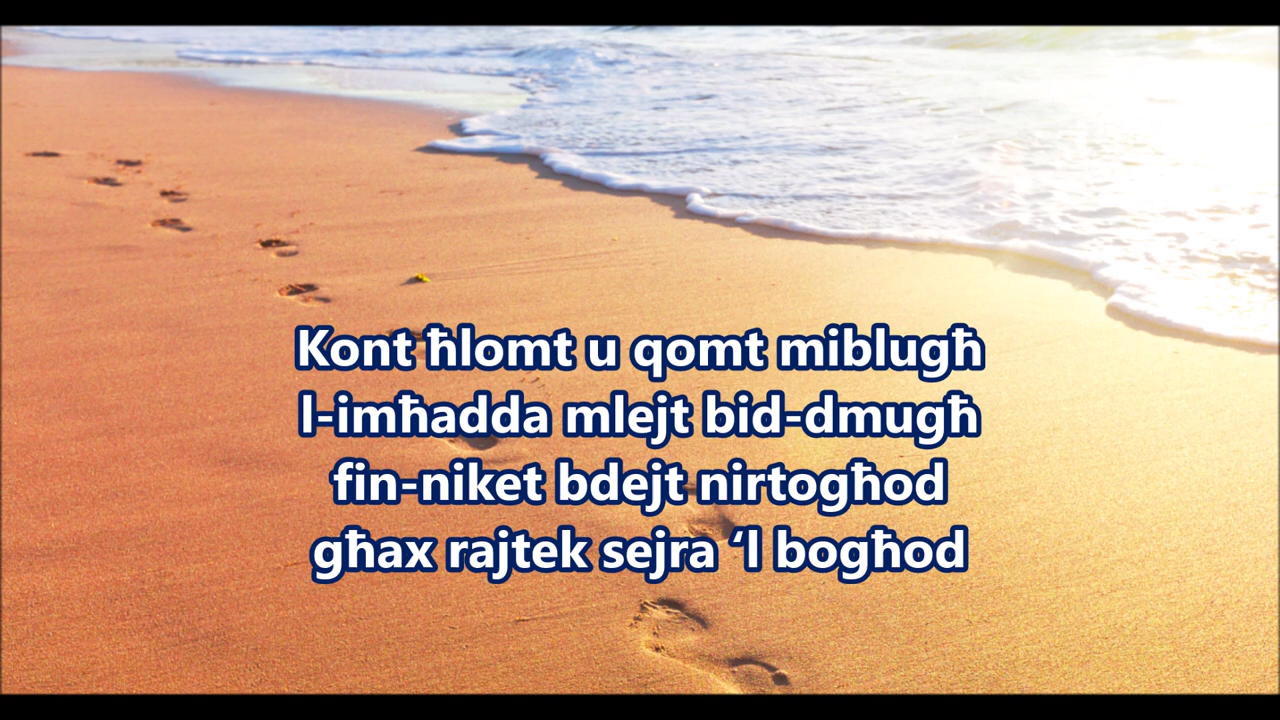 Kont ħlomt u qomt miblugħ
l-imħadda mlejt bid-dmugħ
fin-niket bdejt nirtogħod
għax rajtek sejra ‘l bogħod